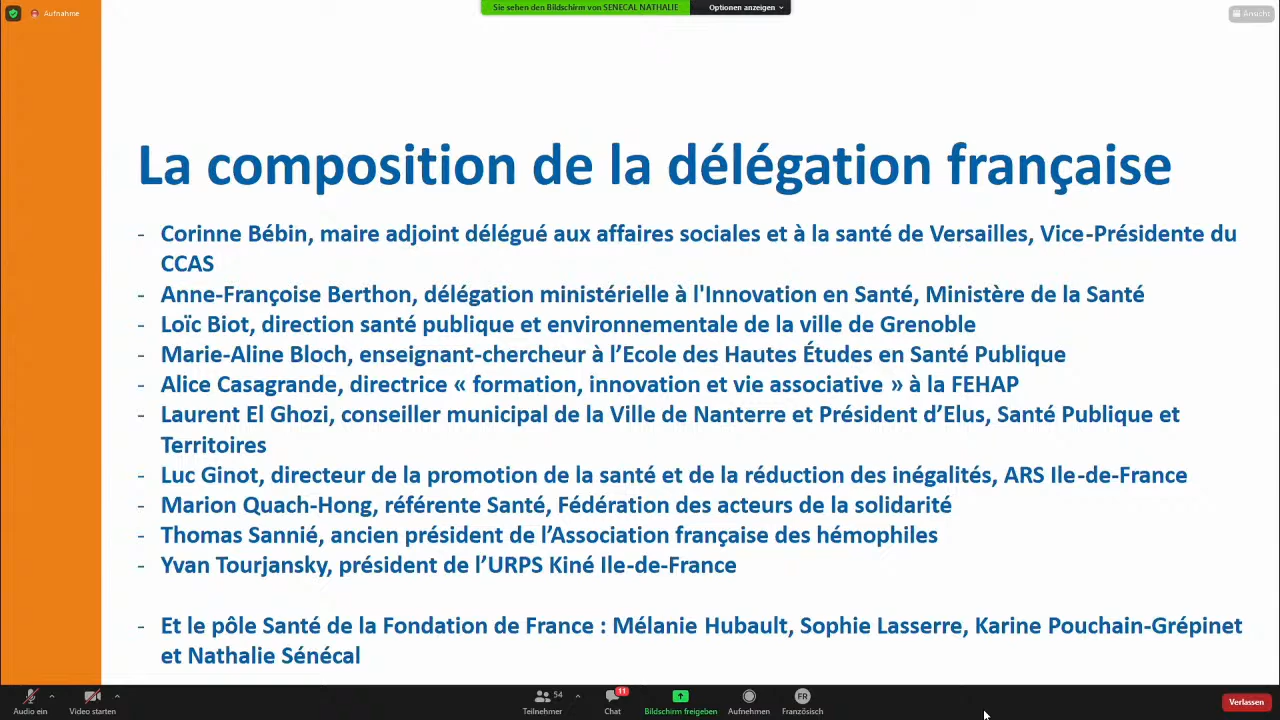 Aufnahme
Sie sehen den Bildschirm von SENECAL NATHALIE
Optionen anzeigen
Ansicht
La composition de la délégation française
- Corinne Bébin, maire adjoint délégué aux affaires sociales et à la santé de Versailles, Vice-Présidente du
CCAS
- Anne-Françoise Berthon, délégation ministérielle à l'Innovation en Santé, Ministère de la Santé
- Loïc Biot, direction santé publique et environnementale de la ville de Grenoble
- Marie-Aline Bloch, enseignant-chercheur à l’Ecole des Hautes Études en Santé Publique
- Alice Casagrande, directrice « formation, innovation et vie associative » à la FEHAP
- Laurent El Ghozi, conseiller municipal de la Ville de Nanterre et Président d’Elus, Santé Publique et
Territoires
- Luc Ginot, directeur de la promotion de la santé et de la réduction des inégalités, ARS Ile-de-France
- Marion Quach-Hong, référente Santé, Fédération des acteurs de la solidarité
- Thomas Sannié, ancien président de l’Association française des hémophiles
- Yvan Tourjansky, président de l’URPS Kiné Ile-de-France
- Et le pôle Santé de la Fondation de France : Mélanie Hubault, Sophie Lasserre, Karine Pouchain-Grépinet
et Nathalie Sénécal
54
11
FR
Audio ein
Video starten
Teilnehmer
Chat
Bildschirm freigeben
Aufnehmen
Französisch
Verlassen